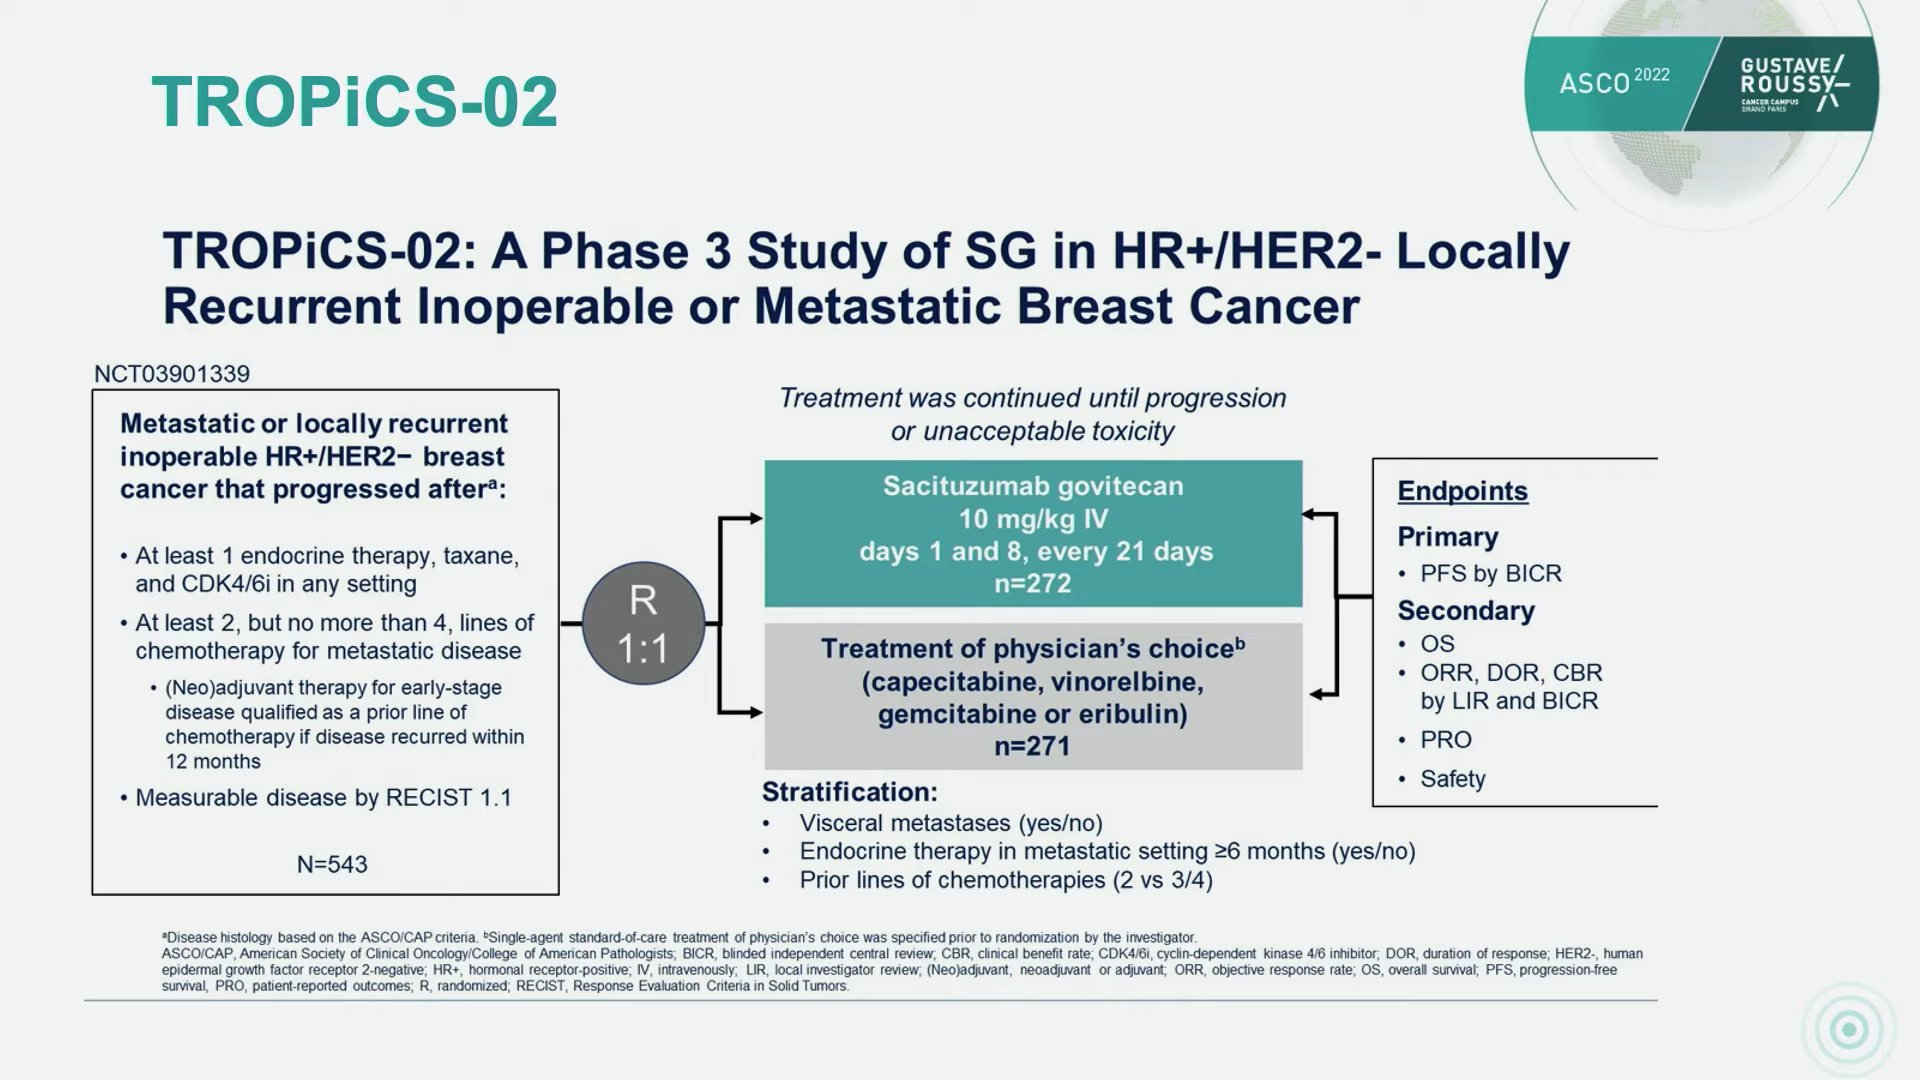 TROPiCS-02
ASCO 2022
GUSTAVE/
ROUSSY
CANCER CAMPUS
GRAND PARIS
TROPiCS-02: A Phase 3 Study of SG in HR+/HER2- Locally
Recurrent Inoperable or Metastatic Breast Cancer
NCT03901339
Metastatic or locally recurrent
inoperable HR+/HER2− breast
cancer that progressed afterᵃ:
• At least 1 endocrine therapy, taxane,
and CDK4/6i in any setting
• At least 2, but no more than 4, lines of
chemotherapy for metastatic disease
• (Neo)adjuvant therapy for early-stage
disease qualified as a prior line of
chemotherapy if disease recurred within
12 months
• Measurable disease by RECIST 1.1
N=543
R
1:1
Treatment was continued until progression
or unacceptable toxicity
Sacituzumab govitecan
10 mg/kg IV
days 1 and 8, every 21 days
n=272
Treatment of physician's choiceᵇ
(capecitabine, vinorelbine,
gemcitabine or eribulin)
n=271
Stratification:
• Visceral metastases (yes/no)
• Endocrine therapy in metastatic setting ≥6 months (yes/no)
• Prior lines of chemotherapies (2 vs 3/4)
Endpoints
Primary
• PFS by BICR
Secondary
• OS
• ORR, DOR, CBR
by LIR and BICR
• PRO
• Safety
ᵃDisease histology based on the ASCO/CAP criteria. ᵇSingle-agent standard-of-care treatment of physician's choice was specified prior to randomization by the investigator.
ASCO/CAP, American Society of Clinical Oncology/College of American Pathologists; BICR, blinded independent central review; CBR, clinical benefit rate; CDK4/6i, cyclin-dependent kinase 4/6 inhibitor; DOR, duration of response; HER2-, human
epidermal growth factor receptor 2-negative; HR+, hormonal receptor-positive; IV, intravenously; LIR, local investigator review; (Neo)adjuvant, neoadjuvant or adjuvant; ORR, objective response rate; OS, overall survival; PFS, progression-free
survival, PRO, patient-reported outcomes; R, randomized; RECIST, Response Evaluation Criteria in Solid Tumors.